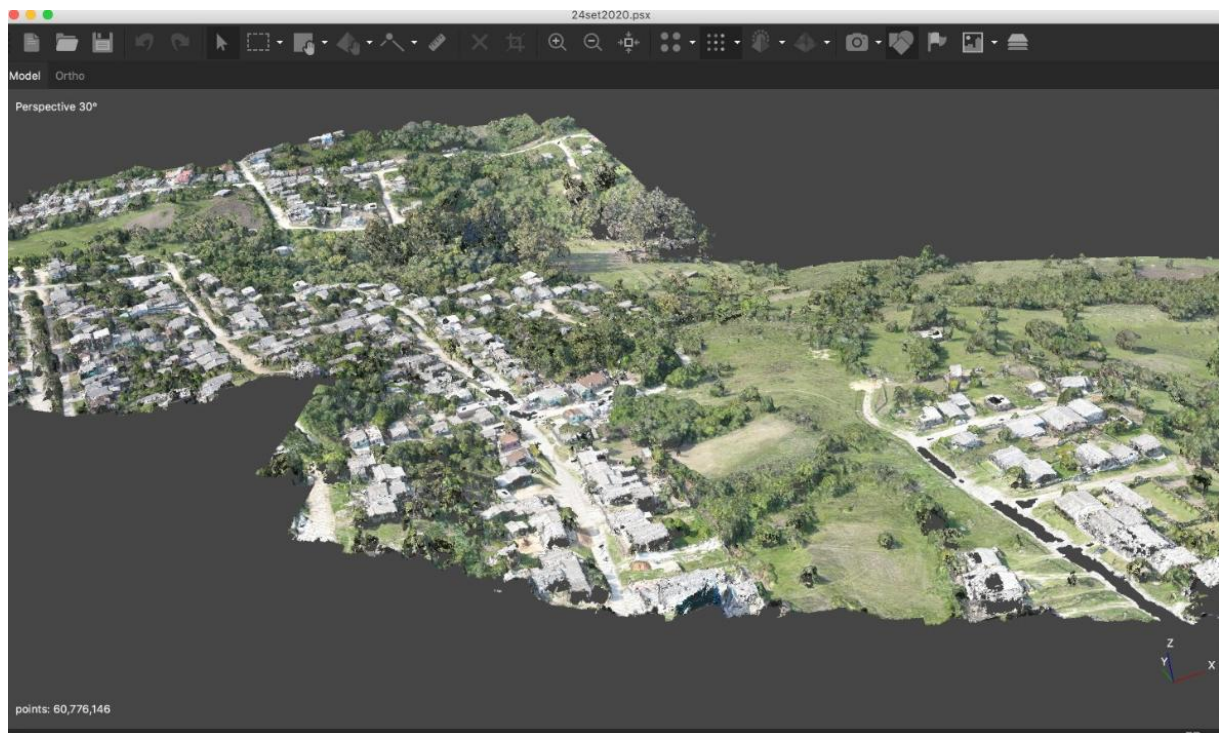 24set2020.psx
Model Ortho
Perspective 30°
Z
Y
X
points: 60,776,146